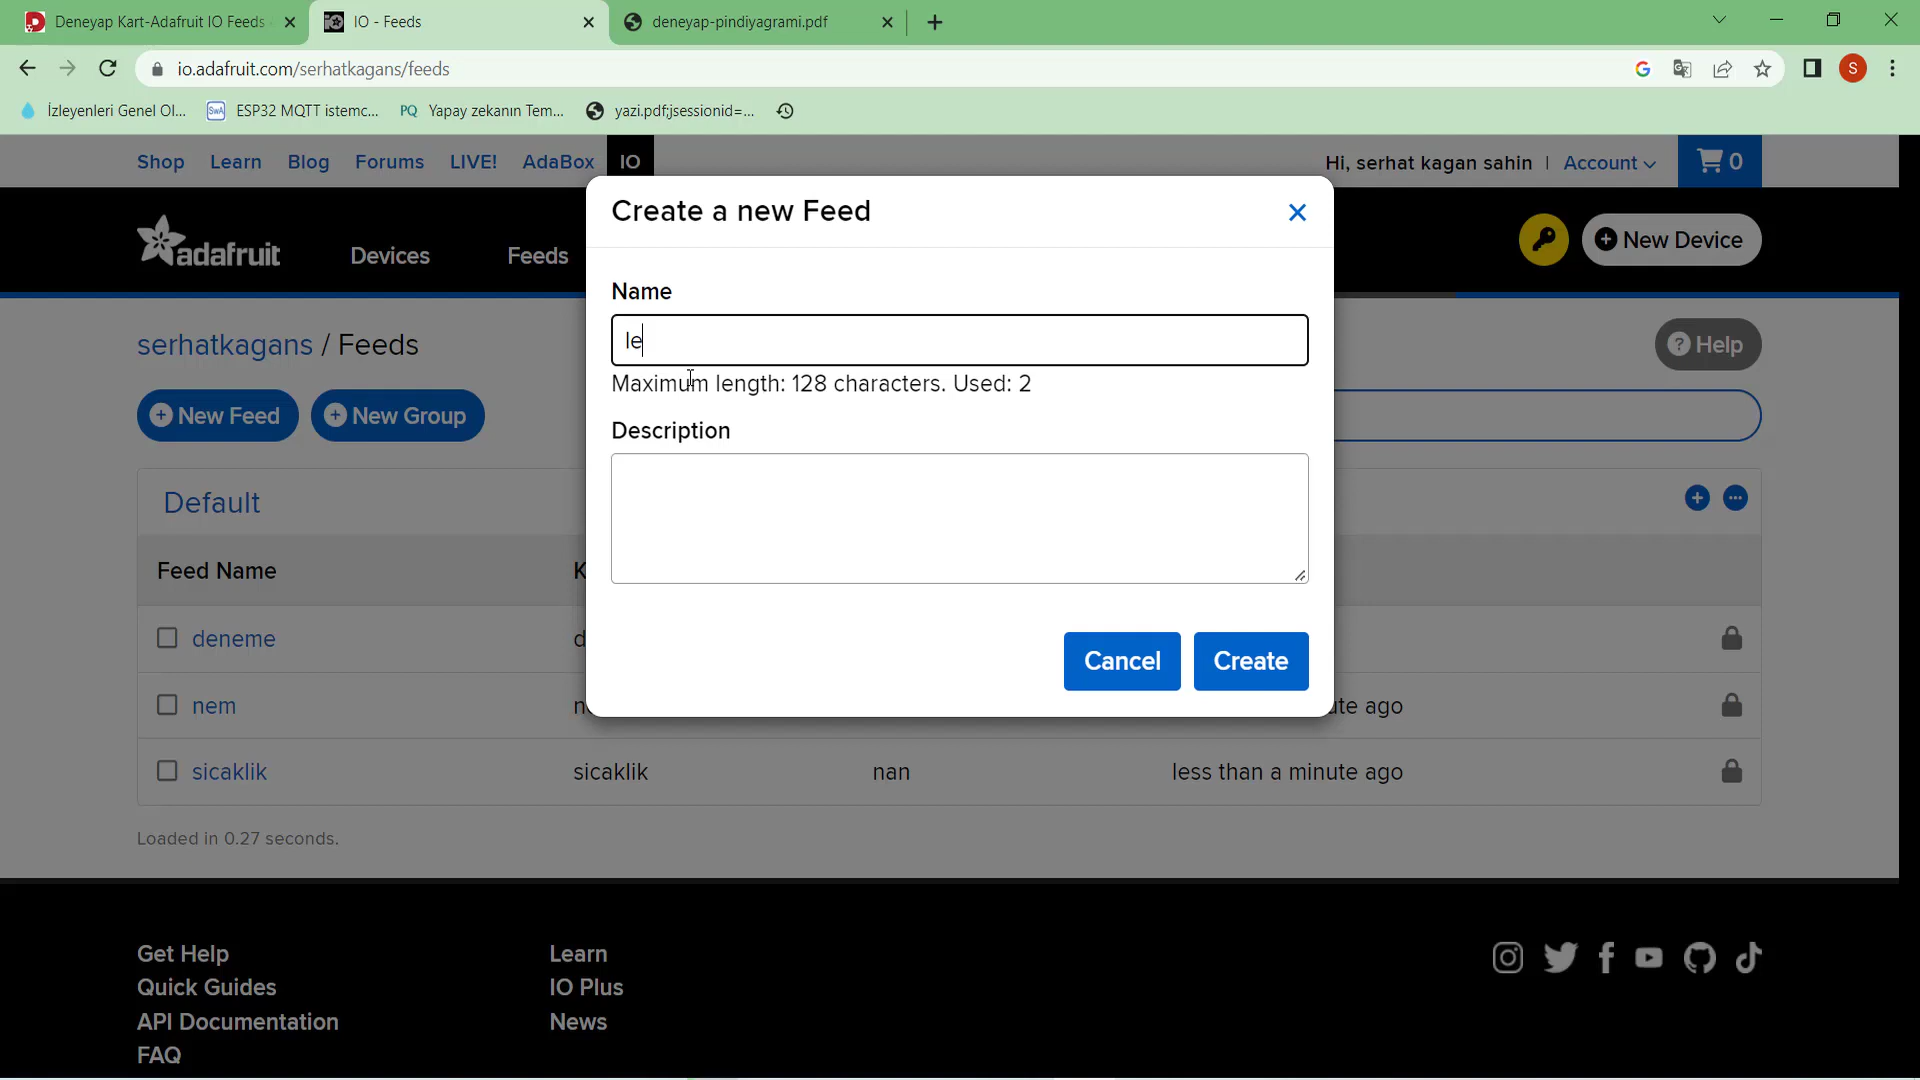 Deneyap Kart-Adafruit IO Feeds
IO - Feeds
deneyap-pindiyagrami.pdf
io.adafruit.com/serhatkagans/feeds
S
İzleyenleri Genel Ol...
SwA
ESP32 MQTT istemc...
PQ
Yapay zekanın Tem...
yazi.pdf;jsessionid=...
Shop
Learn
Blog
Forums
LIVE!
AdaBox
IO
Hi, serhat kagan sahin
|
Account
0
adafruit
Devices
Feeds
New Device
Create a new Feed
Name
le
Maximum length: 128 characters. Used: 2
Description
Cancel
Create
serhatkagans / Feeds
Help
New Feed
New Group
Default
Feed Name
K
deneme
d
nem
n
ute ago
sicaklik
sicaklik
nan
less than a minute ago
Loaded in 0.27 seconds.
Get Help
Learn
Quick Guides
IO Plus
API Documentation
News
FAQ